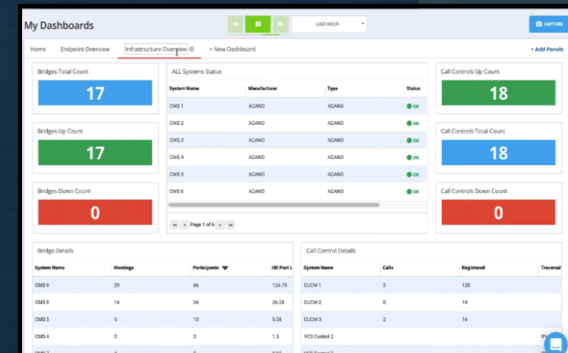 My Dashboards
LAST HOUR
CAPTURE
Home Endpoint Overview Infrastructure Overview + New Dashboard + Add Panels
Bridges Total Count
17
Bridges Up Count
17
Bridges Down Count
0
ALL Systems Status
System Name Manufacturer Type Status
CMS 1 ACANO ACANO OK
CMS 2 ACANO ACANO OK
CMS 3 ACANO ACANO OK
CMS 4 ACANO ACANO OK
CMS 5 ACANO ACANO OK
CMS 6 ACANO ACANO OK
Page 1 of 6
Call Controls Up Count
18
Call Controls Total Count
18
Call Controls Down Count
0
Bridge Details
System Name Meetings Participants HD Port L
CMS 9 29 66 124.79
CMS 8 14 34 26.58
CMS 5 5 10 5.58
CMS 4 3 3 1.5
Call Control Details
System Name Calls Registered Traversal
CUCM 1 2 120
CUCM 2 0 14
CUCM 3 2 16
VCS Control 2 0%